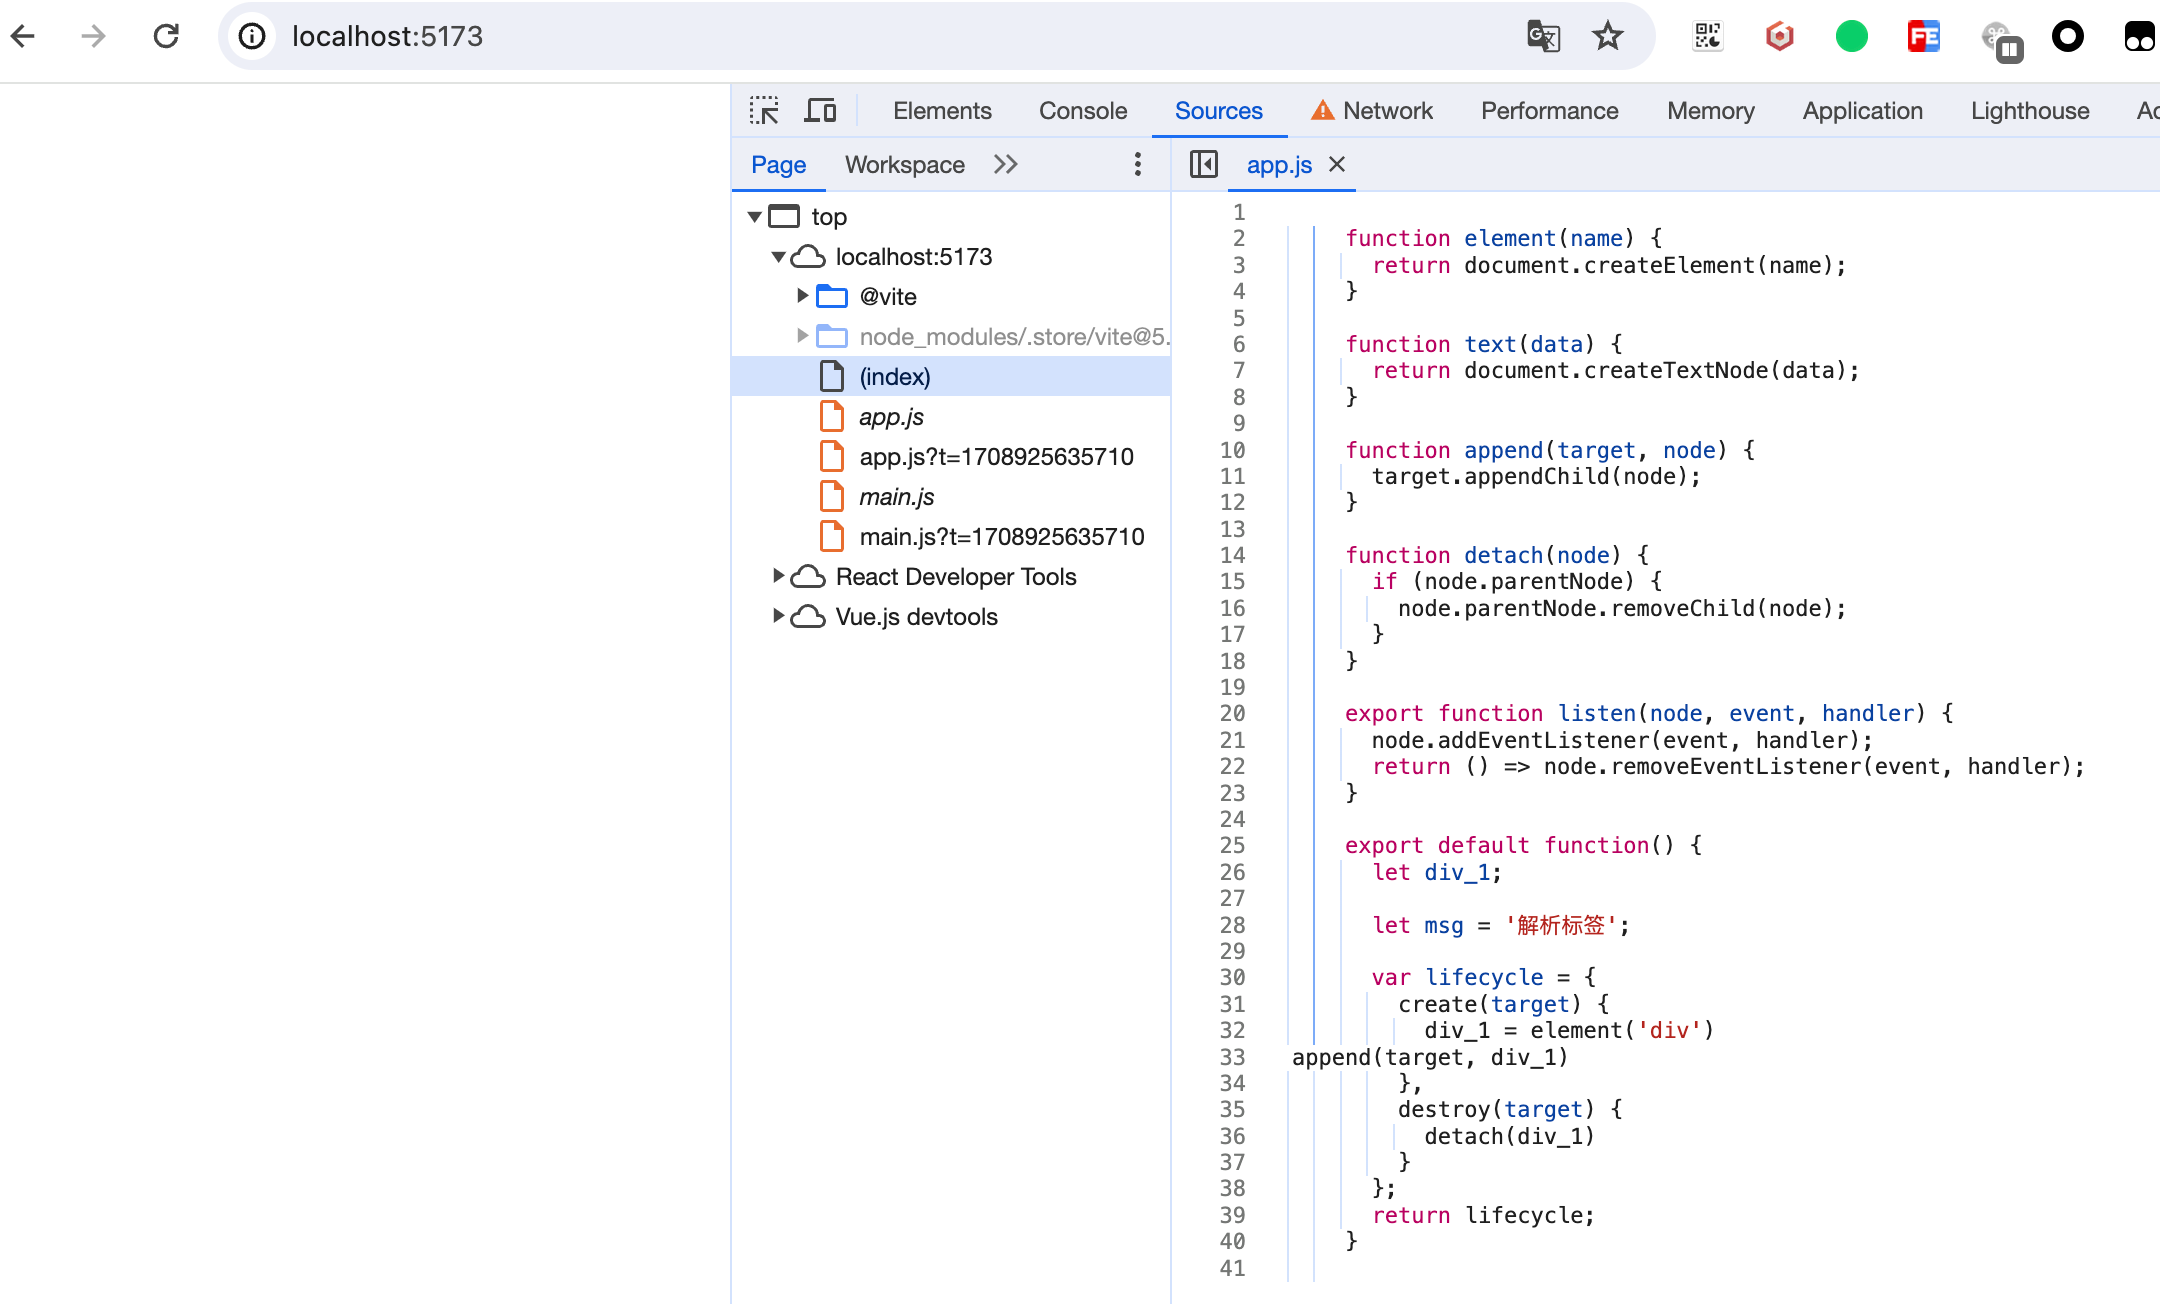 localhost:5173
Elements Console Sources Network Performance Memory Application Lighthouse
Page Workspace
app.js
top
localhost:5173
@vite
node_modules/.store/vite@5.
(index)
app.js
app.js?t=1708925635710
main.js
main.js?t=1708925635710
React Developer Tools
Vue.js devtools
1
2 function element(name) {
3 return document.createElement(name);
4 }
5
6 function text(data) {
7 return document.createTextNode(data);
8 }
9
10 function append(target, node) {
11 target.appendChild(node);
12 }
13
14 function detach(node) {
15 if (node.parentNode) {
16 node.parentNode.removeChild(node);
17 }
18 }
19
20 export function listen(node, event, handler) {
21 node.addEventListener(event, handler);
22 return () => node.removeEventListener(event, handler);
23 }
24
25 export default function() {
26 let div_1;
27
28 let msg = '解析标签';
29
30 var lifecycle = {
31 create(target) {
32 div_1 = element('div')
33 append(target, div_1)
34 },
35 destroy(target) {
36 detach(div_1)
37 }
38 };
39 return lifecycle;
40 }
41